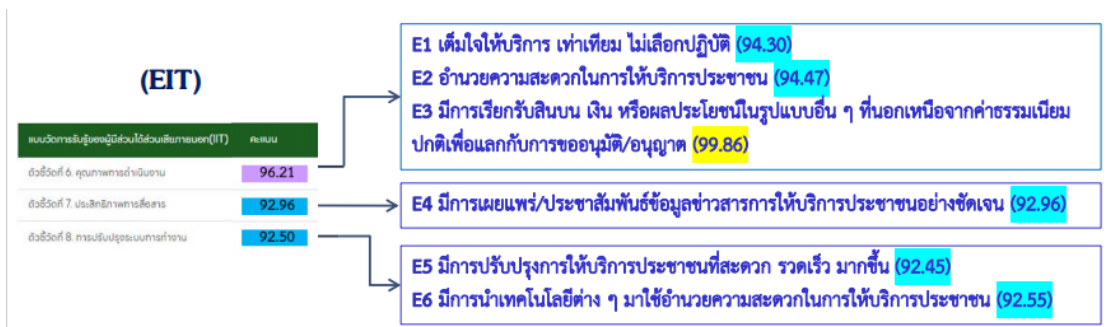 (EIT)
แบบวัดการรับรู้ของผู้มีส่วนได้ส่วนเสียภายนอก(IIT) คะแนน
ตัวชี้วัดที่ 6. คุณภาพการดำเนินงาน 96.21
ตัวชี้วัดที่ 7. ประสิทธิภาพการสื่อสาร 92.96
ตัวชี้วัดที่ 8. การปรับปรุงระบบการทำงาน 92.50
E1 เต็มใจให้บริการ เท่าเทียม ไม่เลือกปฏิบัติ (94.30)
E2 อำนวยความสะดวกในการให้บริการประชาชน (94.47)
E3 มีการเรียกรับสินบน เงิน หรือผลประโยชน์ในรูปแบบอื่น ๆ ที่นอกเหนือจากค่าธรรมเนียม
ปกติเพื่อแลกกับการขออนุมัติ/อนุญาต (99.86)
E4 มีการเผยแพร่/ประชาสัมพันธ์ข้อมูลข่าวสารการให้บริการประชาชนอย่างชัดเจน (92.96)
E5 มีการปรับปรุงการให้บริการประชาชนที่สะดวก รวดเร็ว มากขึ้น (92.45)
E6 มีการนำเทคโนโลยีต่าง ๆ มาใช้อำนวยความสะดวกในการให้บริการประชาชน (92.55)